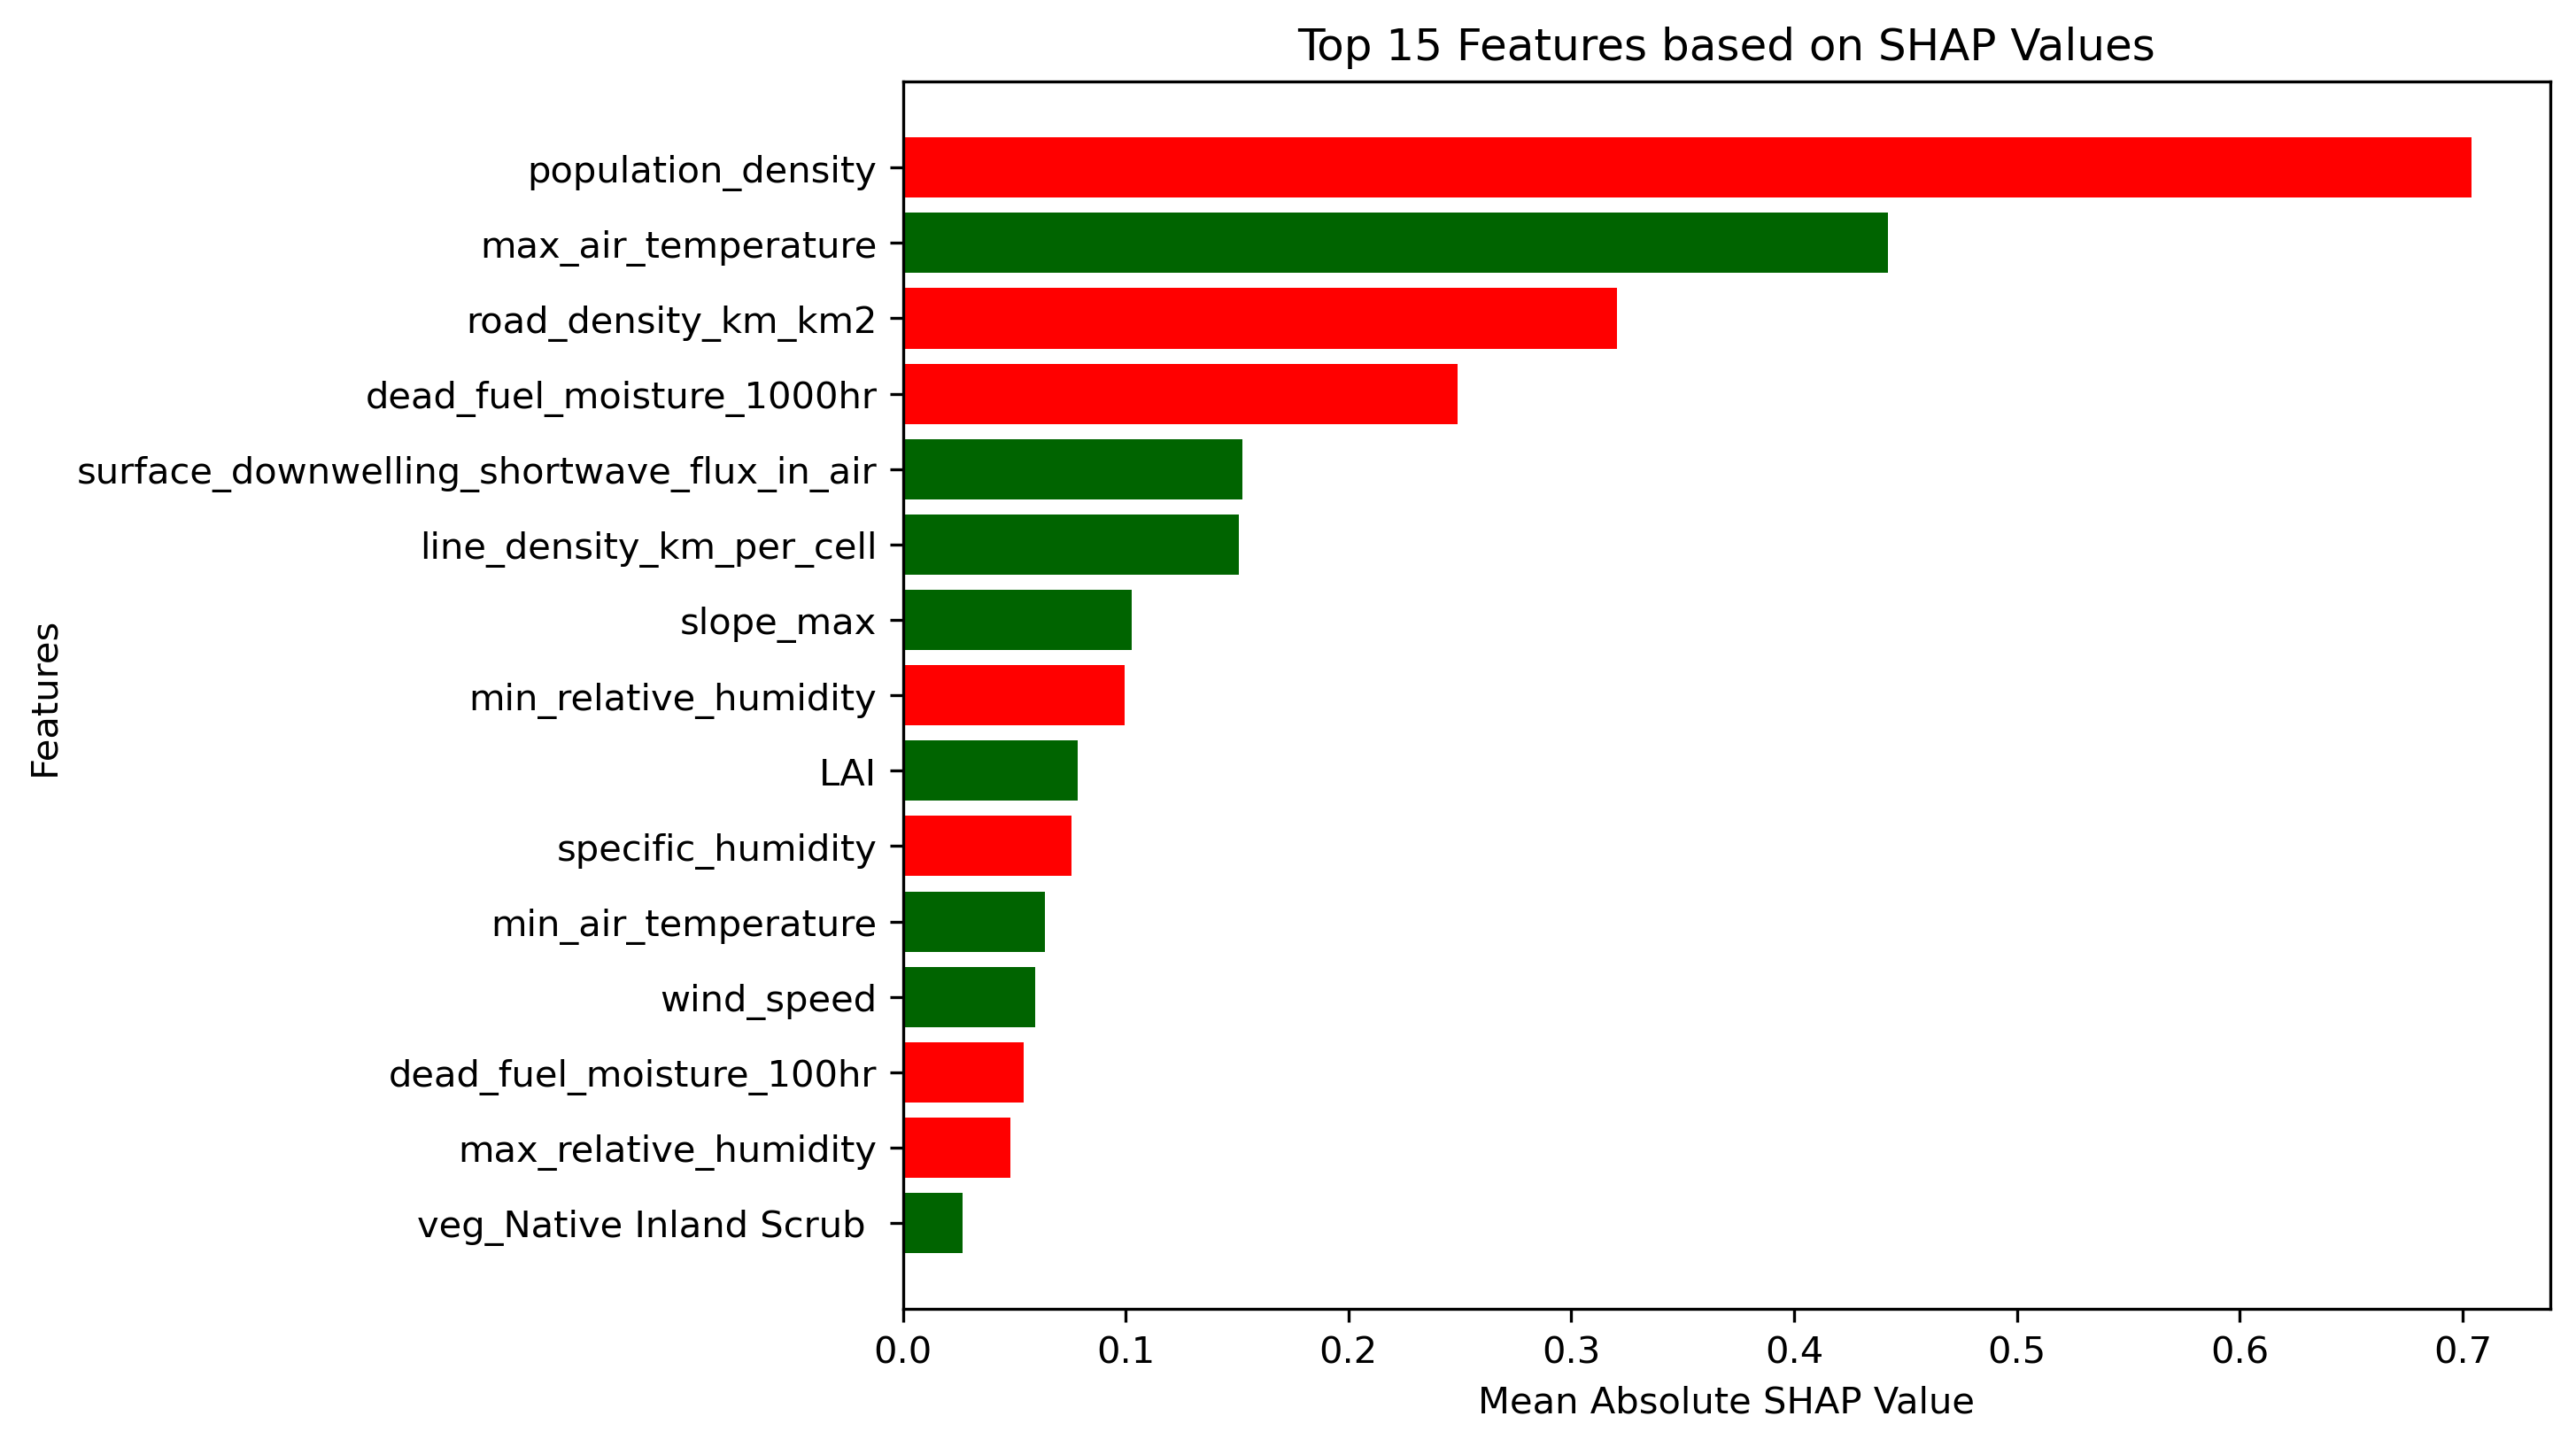 Top 15 Features based on SHAP Values
population_density
max_air_temperature
road_density_km_km2
dead_fuel_moisture_1000hr
surface_downwelling_shortwave_flux_in_air
line_density_km_per_cell
slope_max
min_relative_humidity
LAI
specific_humidity
min_air_temperature
wind_speed
dead_fuel_moisture_100hr
max_relative_humidity
veg_Native Inland Scrub
Features
0.0 0.1 0.2 0.3 0.4 0.5 0.6 0.7
Mean Absolute SHAP Value